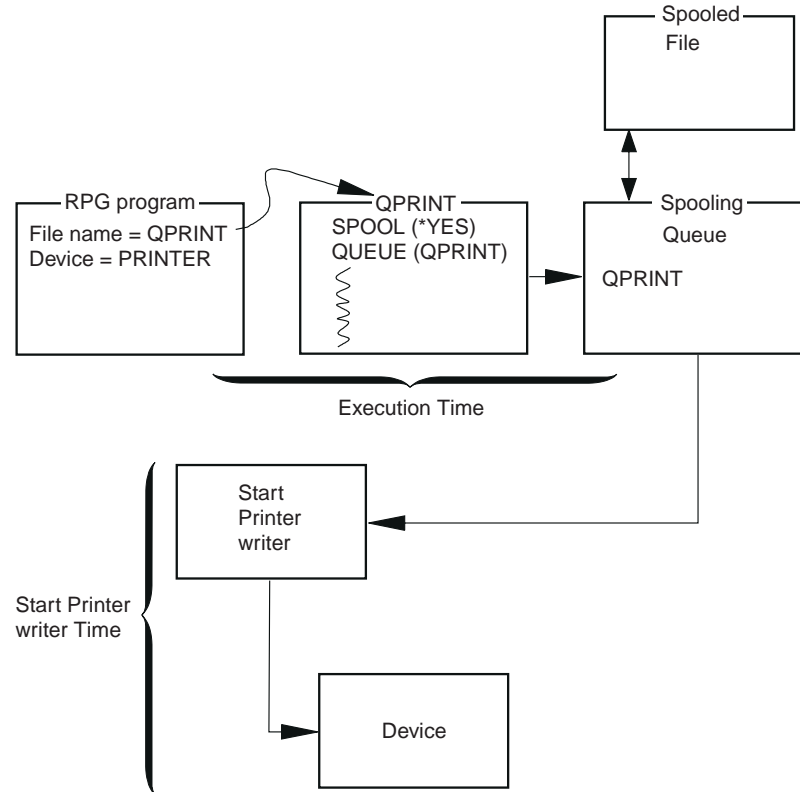 Spooled
File
RPG program
File name = QPRINT
Device = PRINTER
QPRINT
SPOOL (*YES)
QUEUE (QPRINT)
Spooling
Queue
QPRINT
Execution Time
Start
Printer
writer
Start Printer
writer Time
Device